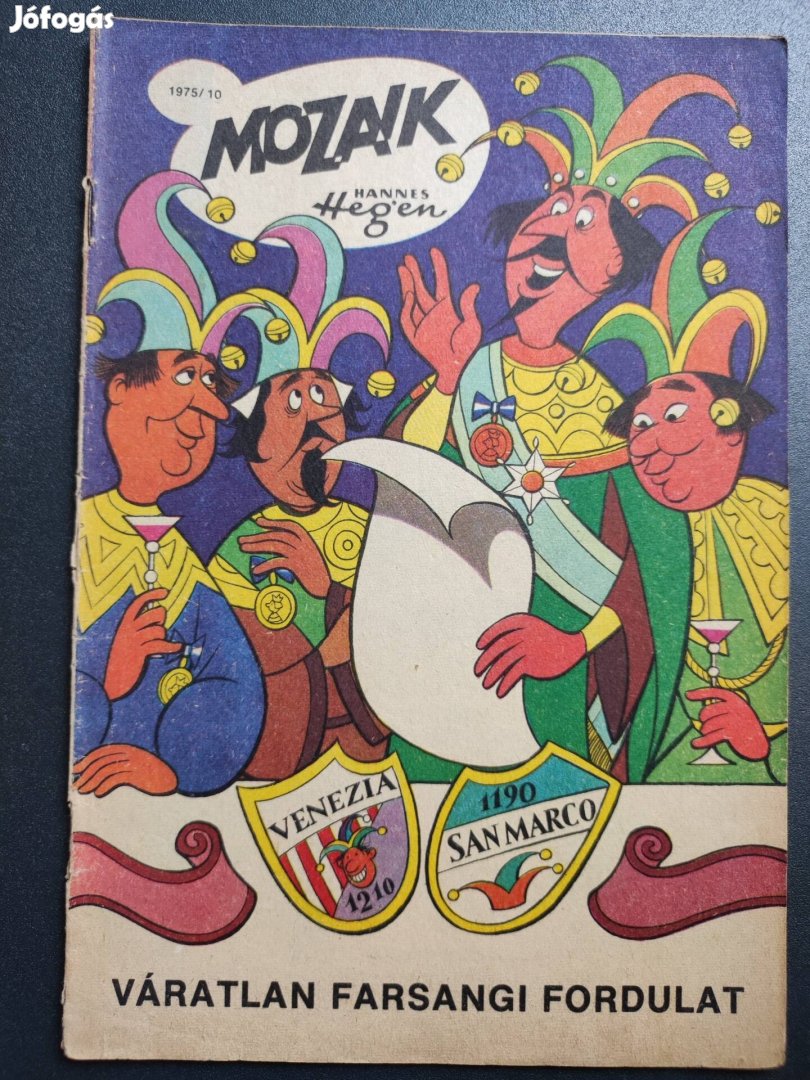 Jófogás
1975/10
MOZAIK
HANNES
Hegen
VENEZIA
1210
1190
SAN MARCO
VÁRATLAN FARSANGI FORDULAT